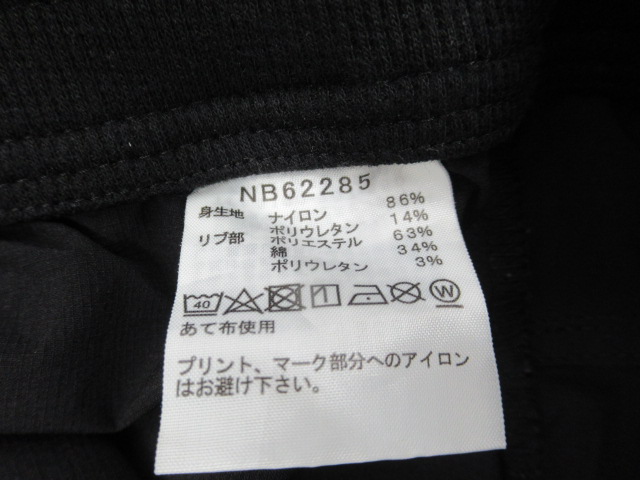 NB62285
身生地 ナイロン 86%
ポリウレタン 14%
リブ部 ポリエステル 63%
綿 34%
ポリウレタン 3%
40 W
あて布使用
プリント、マーク部分へのアイロン
はお避け下さい。